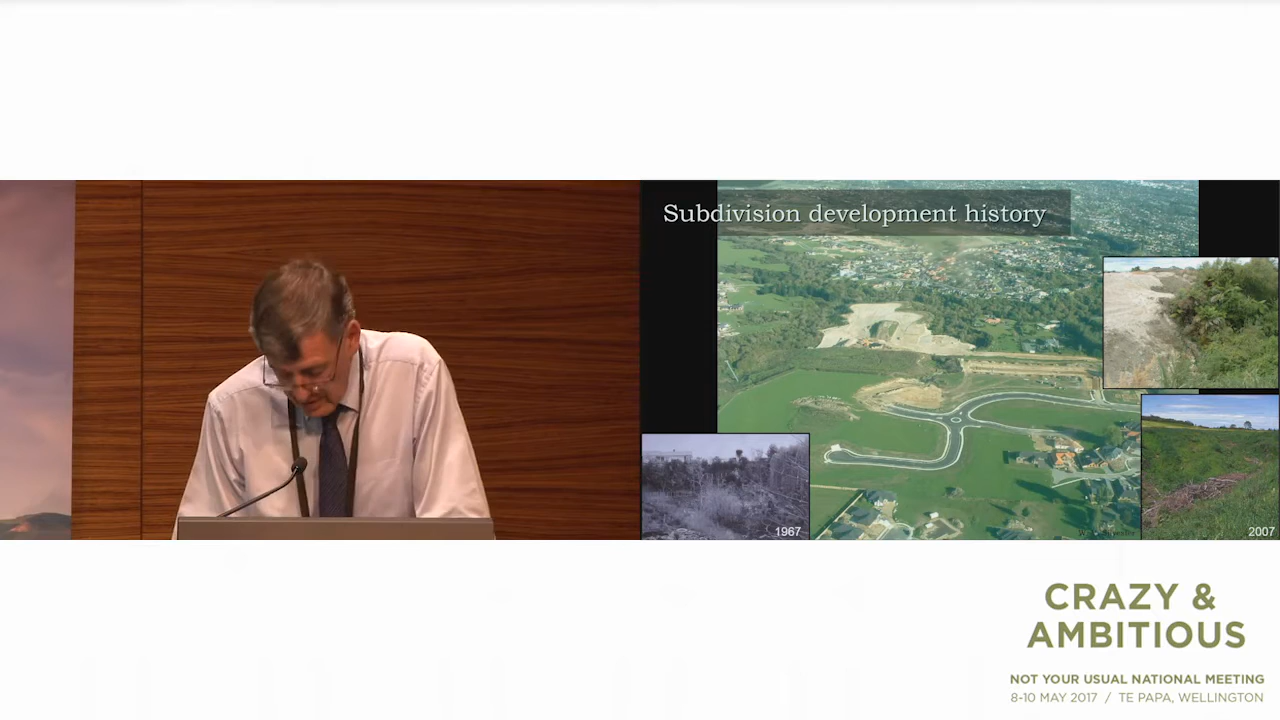 Subdivision development history
1967
2007
CRAZY &
AMBITIOUS
NOT YOUR USUAL NATIONAL MEETING
8-10 MAY 2017 / TE PAPA, WELLINGTON